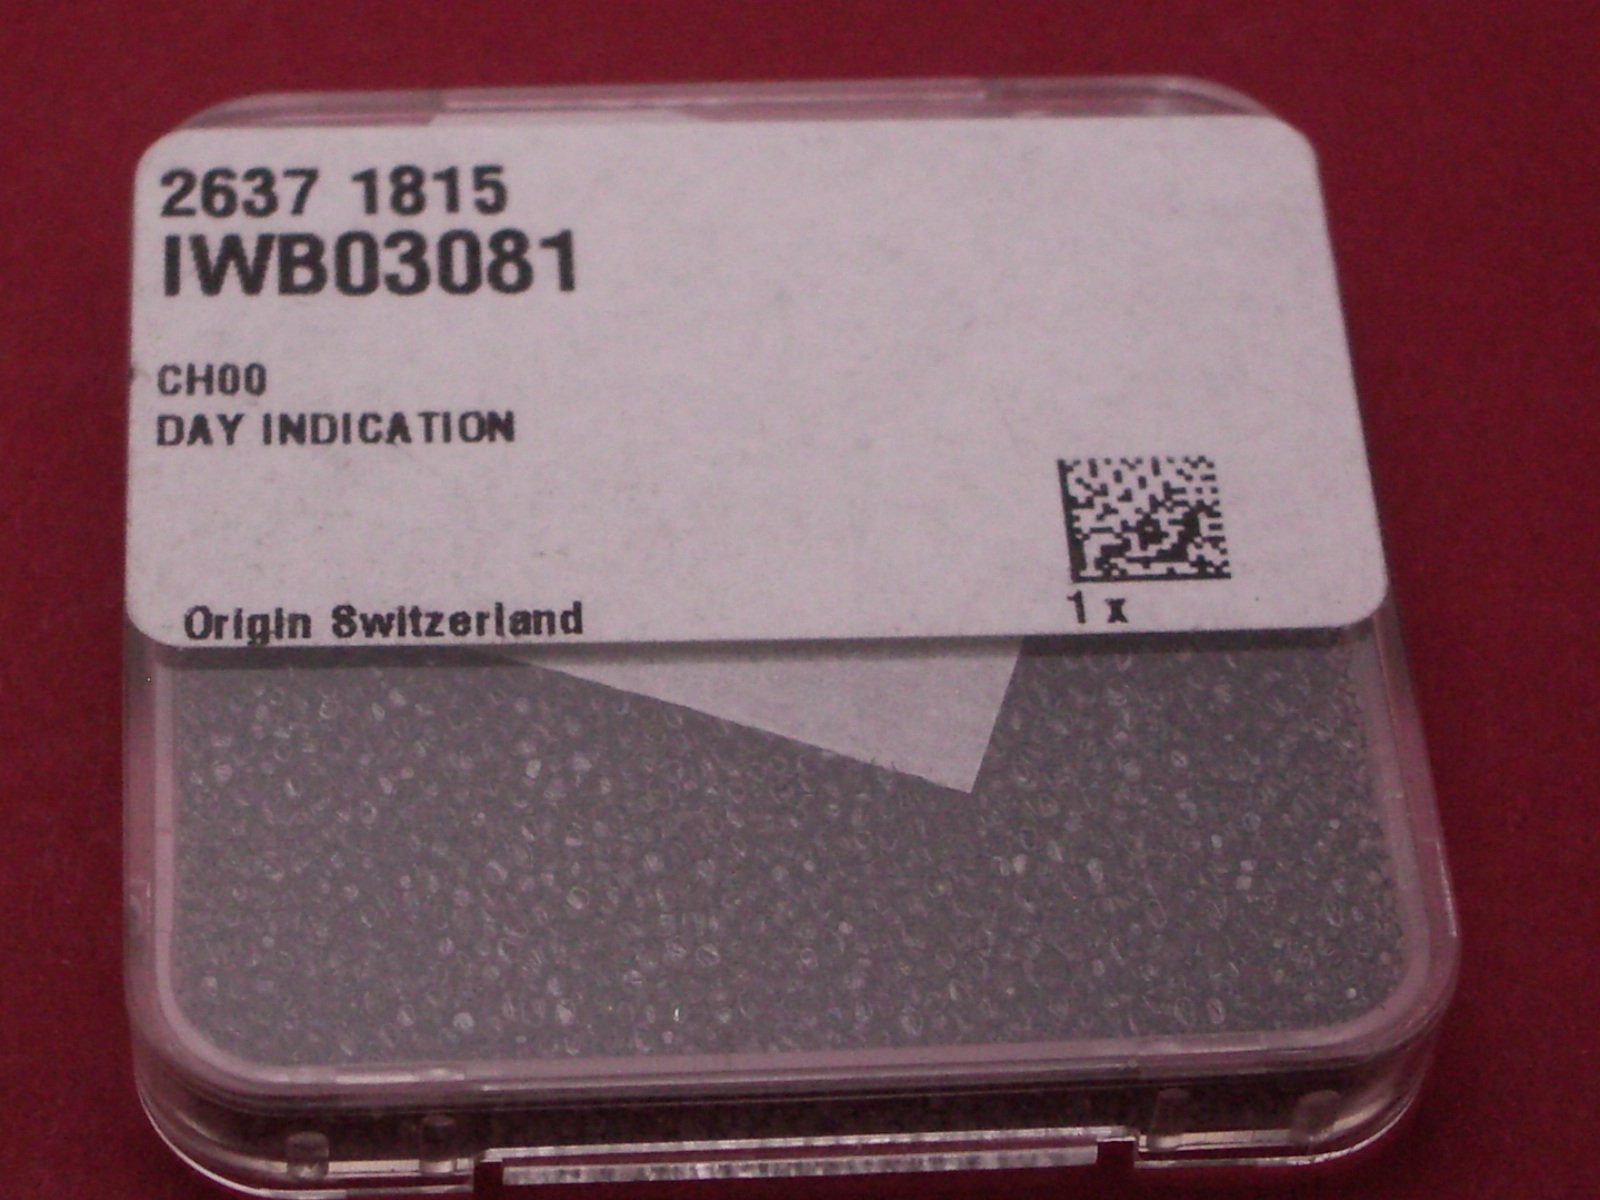 2637 1815
IWB03081
CH00
DAY INDICATION
Origin Switzerland
1 x